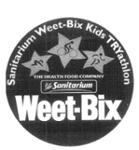 Sanitarium Weet-Bix Kids TRYathlon
THE HEALTH FOOD COMPANY
Sanitarium
Weet-Bix